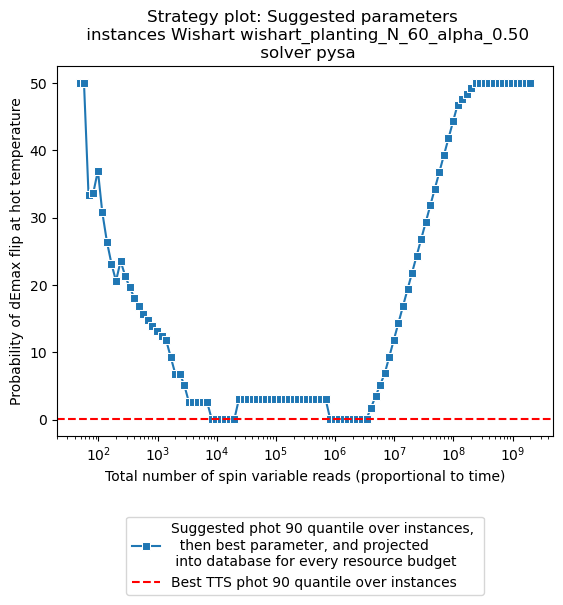 Strategy plot: Suggested parameters
instances Wishart wishart_planting_N_60_alpha_0.50
solver pysa
Probability of dEmax flip at hot temperature
50
40
30
20
10
0
10² 10³ 10⁴ 10⁵ 10⁶ 10⁷ 10⁸ 10⁹
Total number of spin variable reads (proportional to time)
Suggested phot 90 quantile over instances,
then best parameter, and projected
into database for every resource budget
Best TTS phot 90 quantile over instances